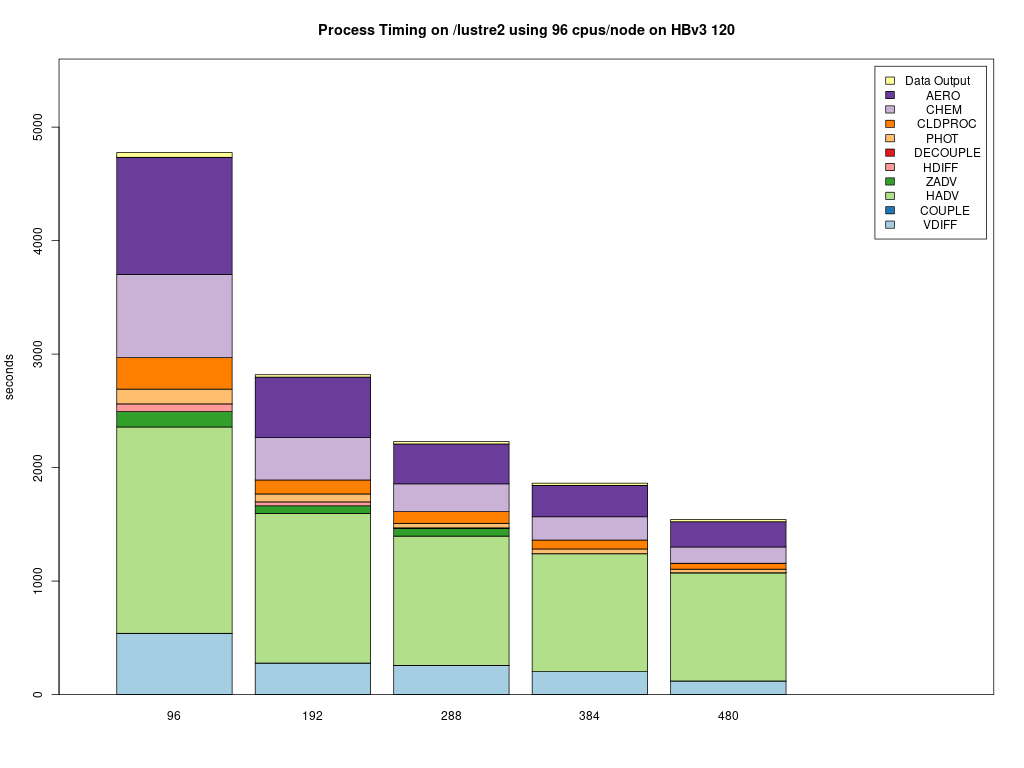 Process Timing on /lustre2 using 96 cpus/node on HBv3 120
Data Output
AERO
CHEM
CLDPROC
PHOT
DECOUPLE
HDIFF
ZADV
HADV
COUPLE
VDIFF
seconds
5000
4000
3000
2000
1000
0
96 192 288 384 480